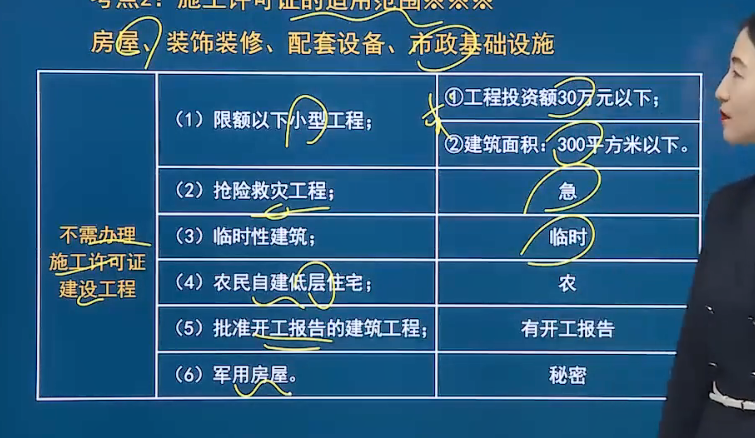 考点2：施工许可证的适用范围※※※
房屋、装饰装修、配套设备、市政基础设施
不需办理
施工许可证
建设工程
（1）限额以下小型工程；
①工程投资额30万元以下；
②建筑面积：300平方米以下。
（2）抢险救灾工程；
急
（3）临时性建筑；
临时
（4）农民自建低层住宅；
农
（5）批准开工报告的建筑工程；
有开工报告
（6）军用房屋。
秘密